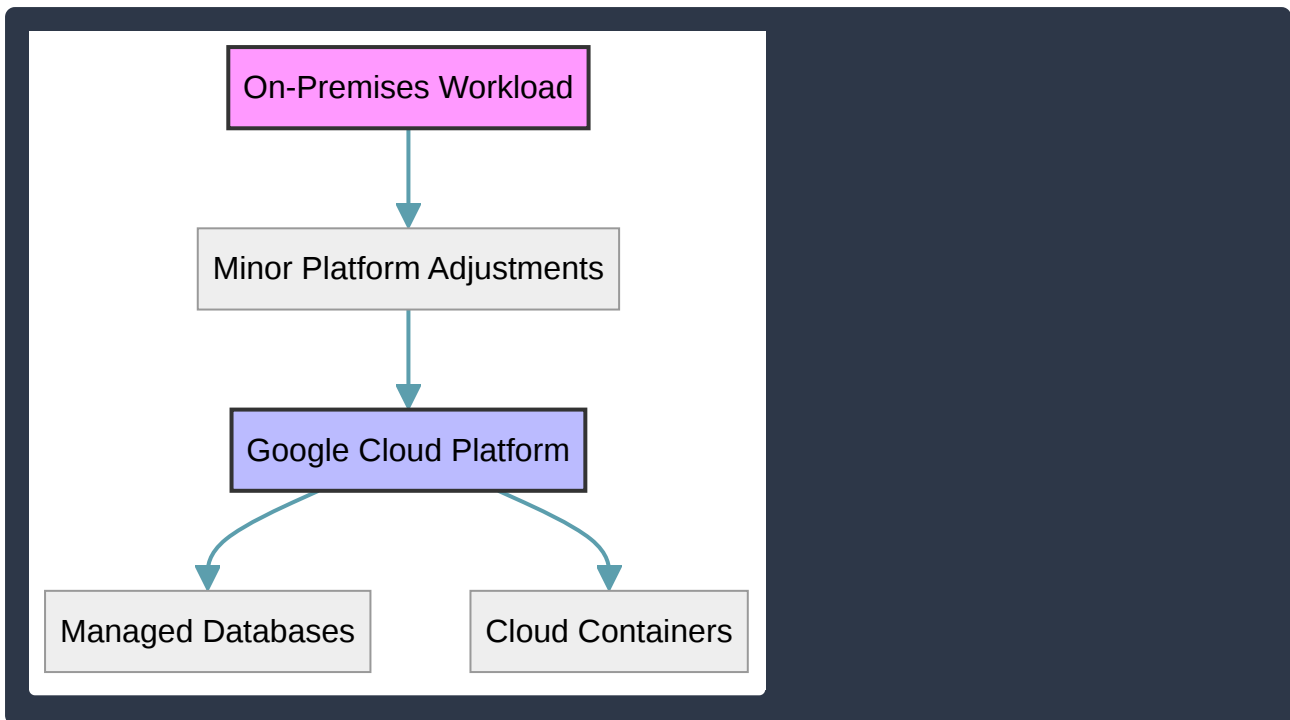 On-Premises Workload
Minor Platform Adjustments
Google Cloud Platform
Managed Databases
Cloud Containers